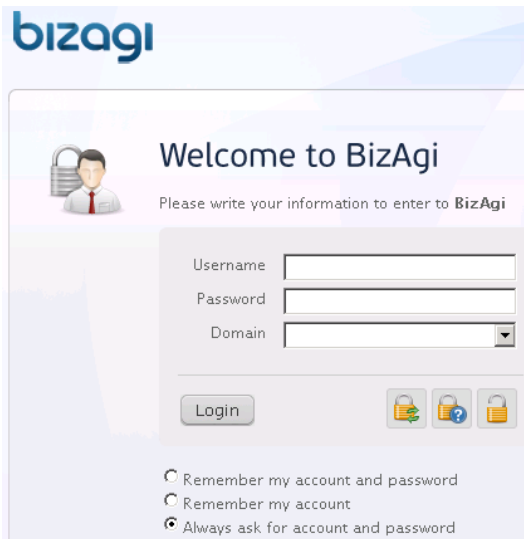 bizagi
Welcome to BizAgi
Please write your information to enter to BizAgi
Username
Password
Domain
Login
Remember my account and password
Remember my account
Always ask for account and password